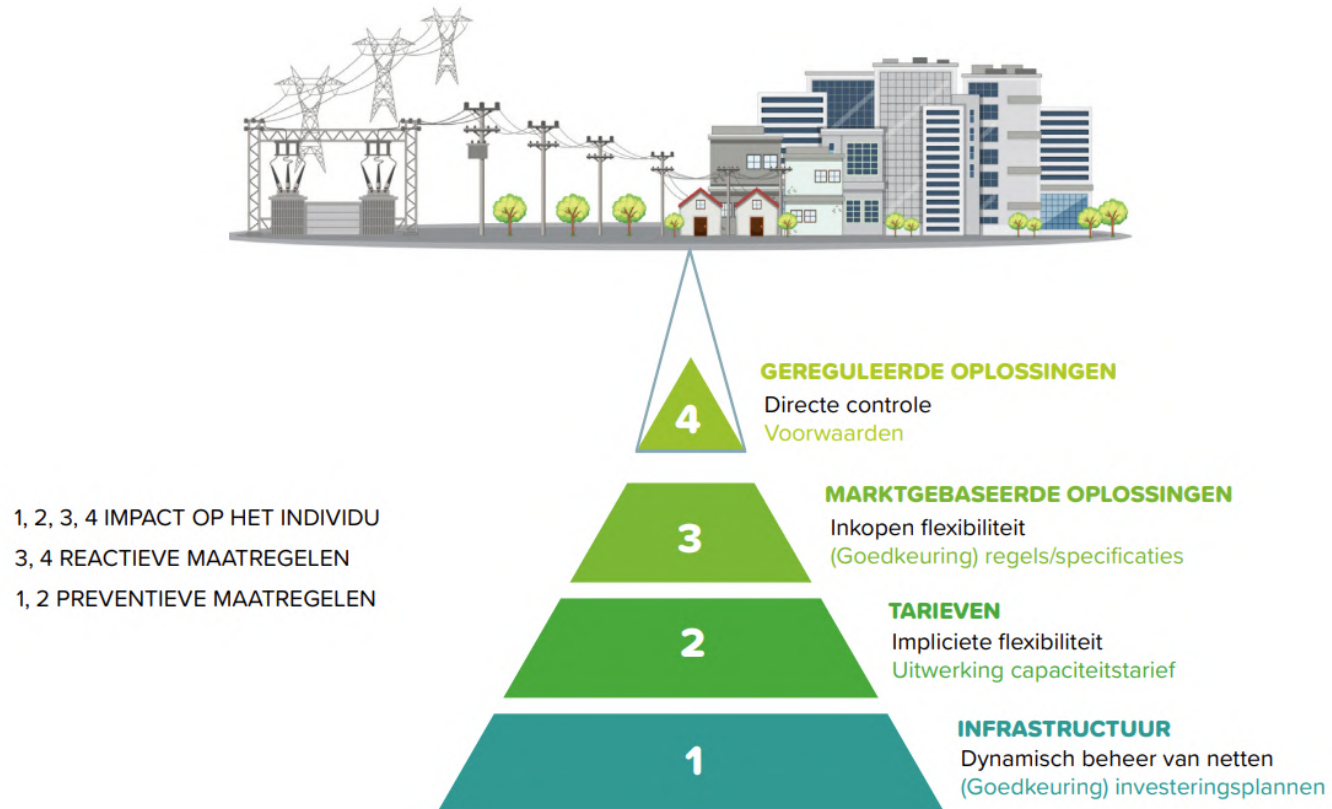 GEREGULEERDE OPLOSSINGEN
4
Directe controle
Voorwaarden
MARKTGEBASEERDE OPLOSSINGEN
1, 2, 3, 4 IMPACT OP HET INDIVIDU
3
Inkopen flexibiliteit
3, 4 REACTIEVE MAATREGELEN
(Goedkeuring) regels/specificaties
1, 2 PREVENTIEVE MAATREGELEN
TARIEVEN
2
Impliciete flexibiliteit
Uitwerking capaciteitstarief
INFRASTRUCTUUR
1
Dynamisch beheer van netten
(Goedkeuring) investeringsplannen